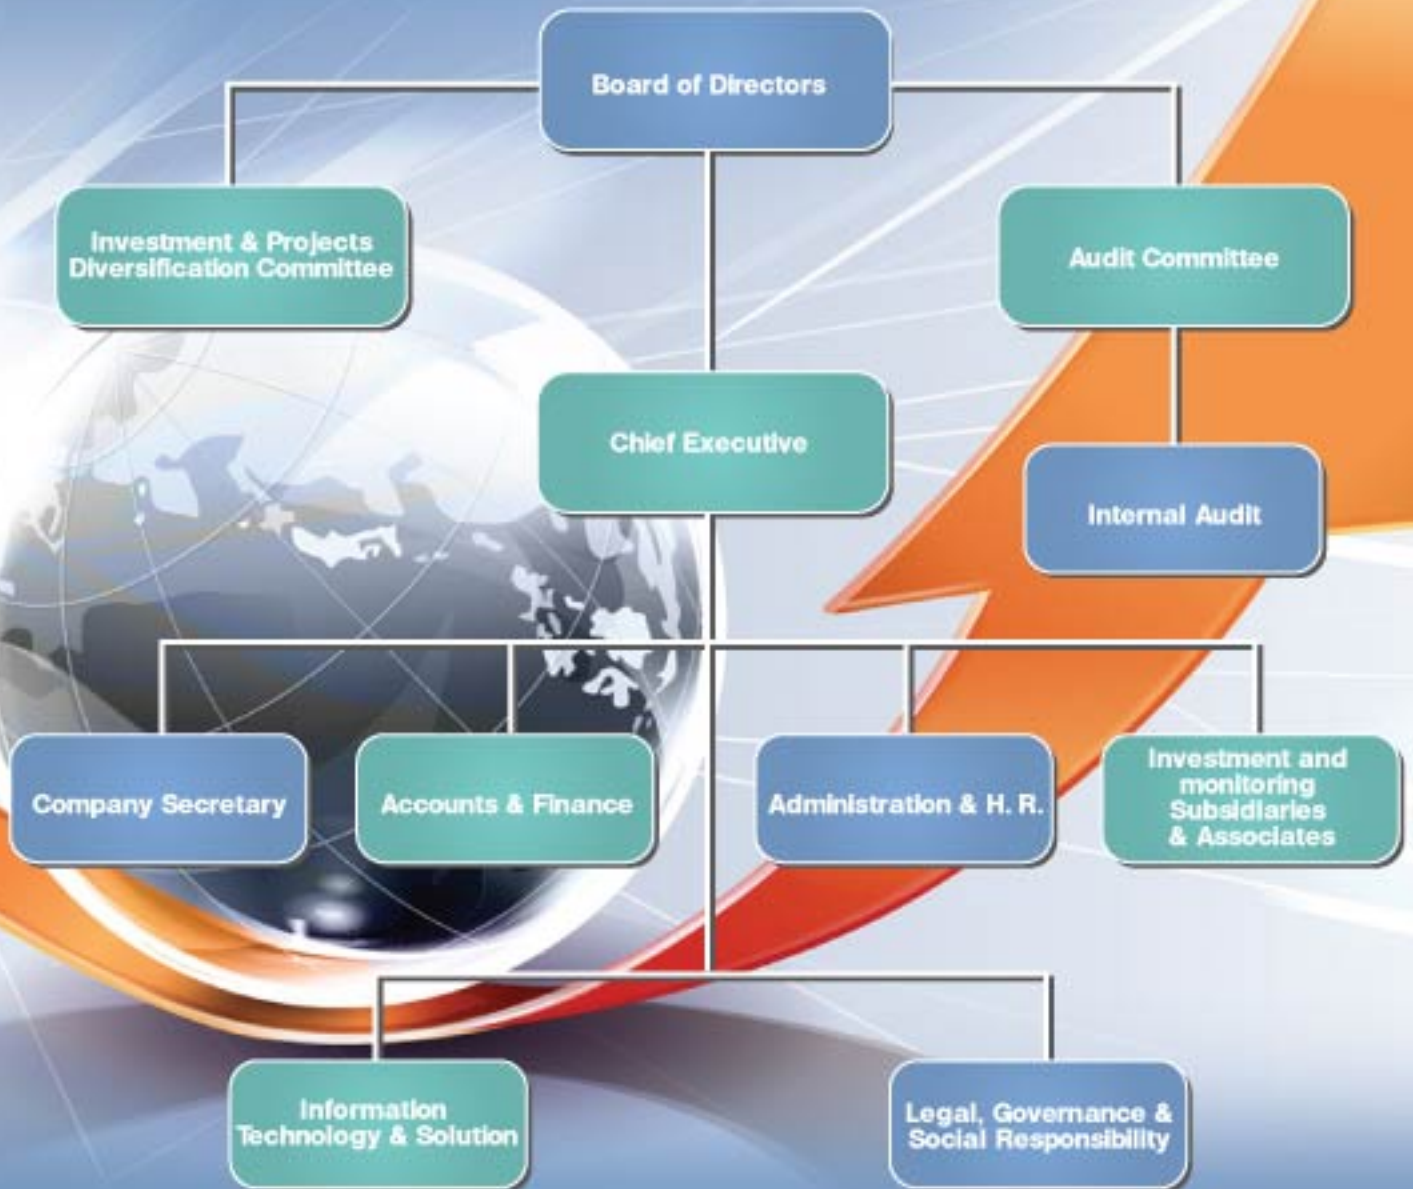 Board of Directors
Investment & Projects
Diversification Committee
Audit Committee
Chief Executive
Internal Audit
Company Secretary
Accounts & Finance
Administration & H. R.
Investment and
monitoring
Subsidiaries
& Associates
Information
Technology & Solution
Legal, Governance &
Social Responsibility